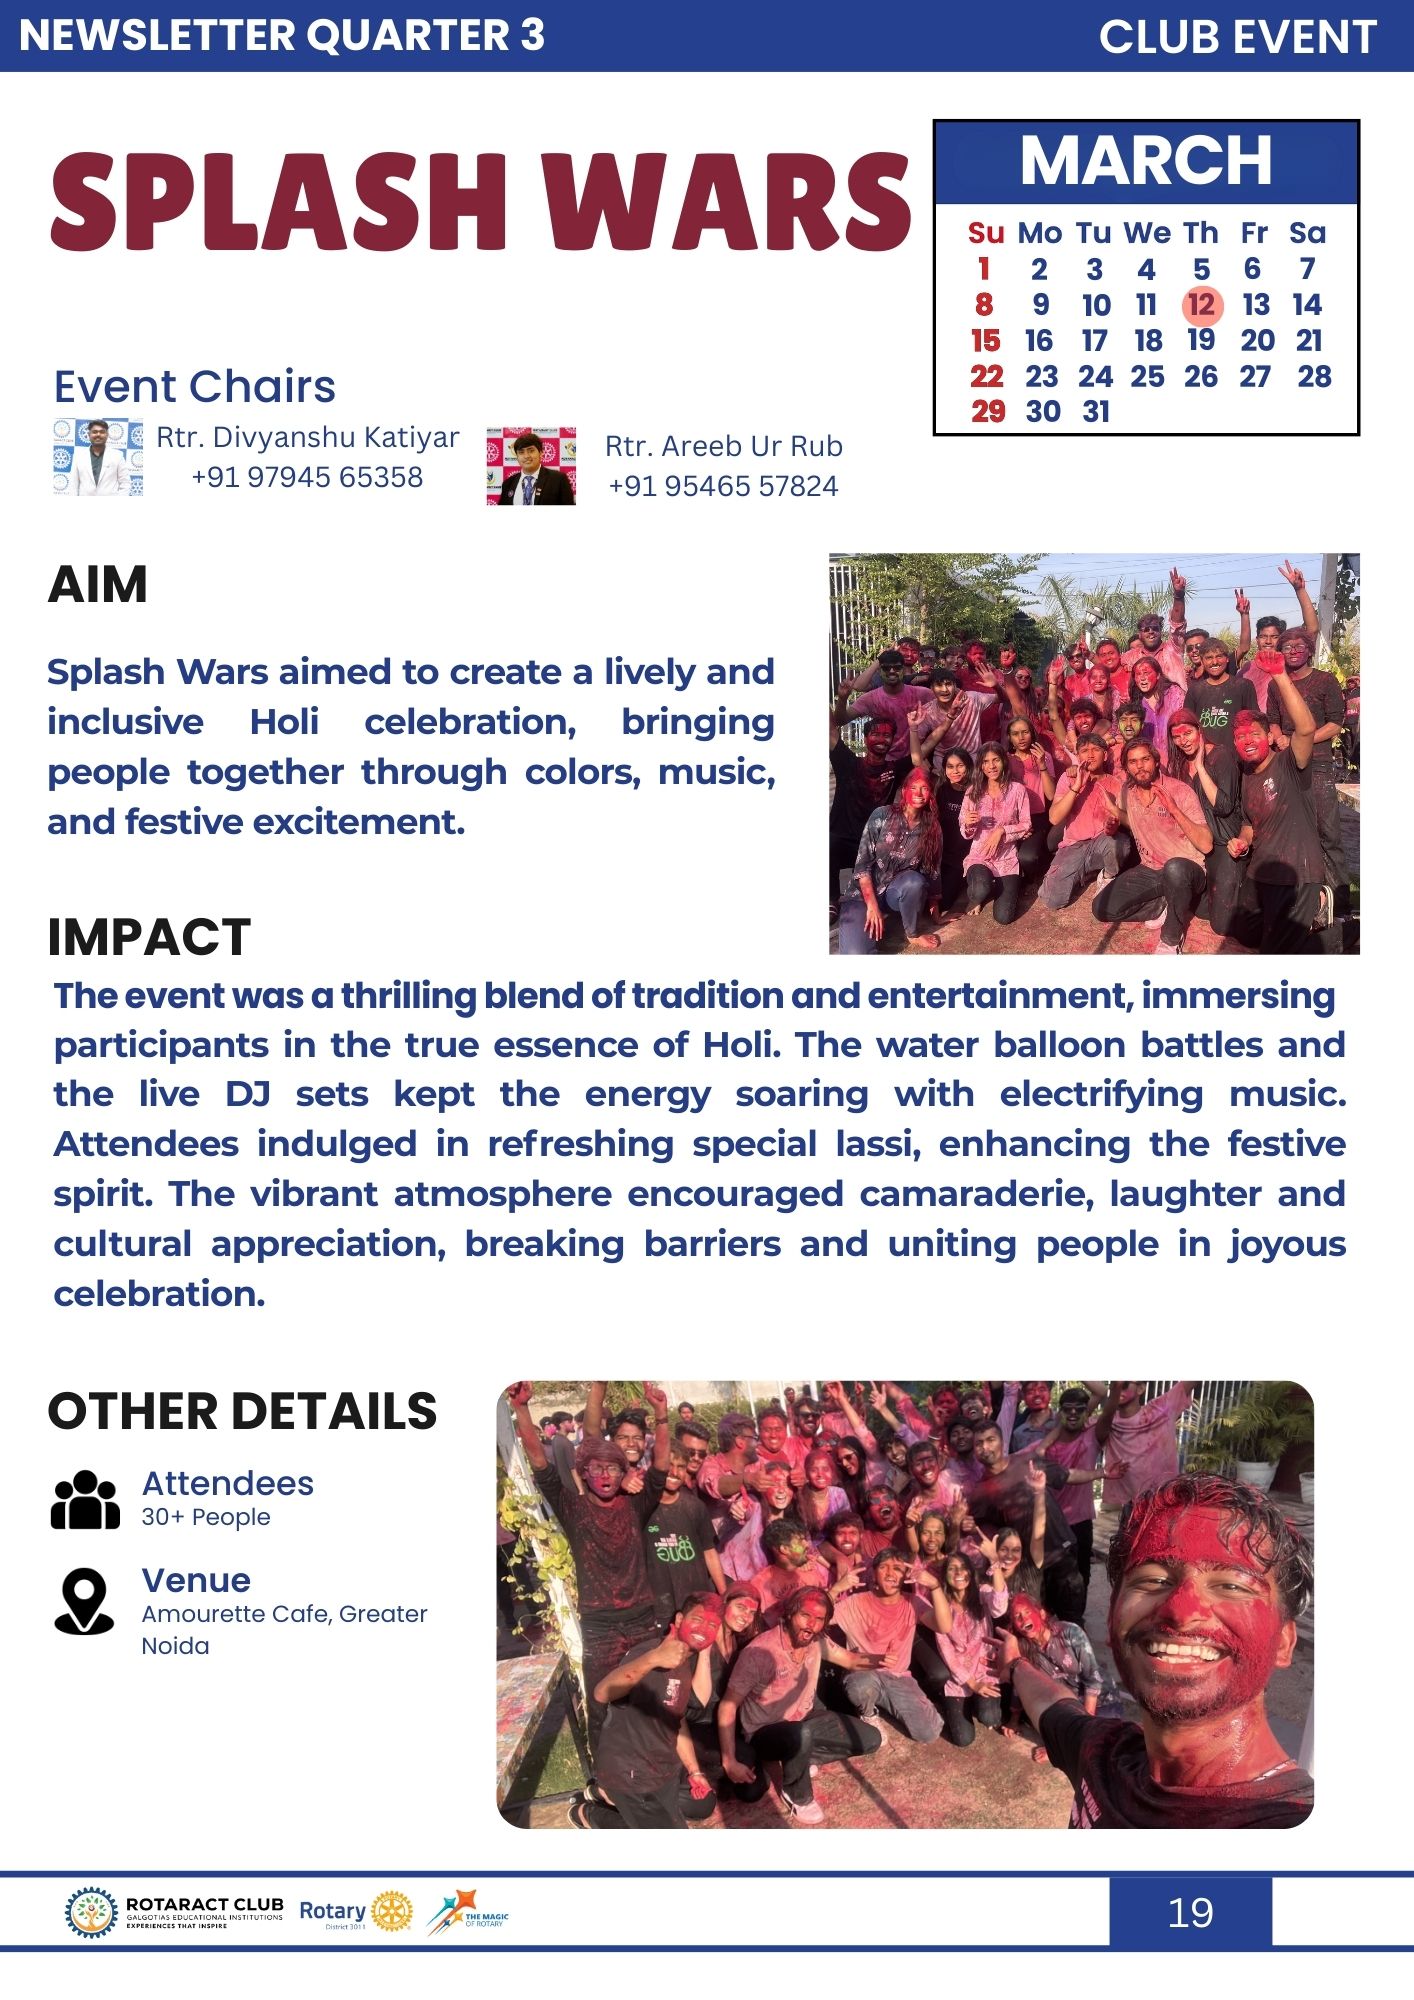 NEWSLETTER QUARTER 3
CLUB EVENT
SPLASH WARS
MARCH
Su Mo Tu We Th Fr Sa
1 2 3 4 5 6 7
8 9 10 11 12 13 14
15 16 17 18 19 20 21
22 23 24 25 26 27 28
29 30 31
Event Chairs
Rtr. Divyanshu Katiyar
+91 97945 65358
Rtr. Areeb Ur Rub
+91 95465 57824
AIM
Splash Wars aimed to create a lively and
inclusive Holi celebration, bringing
people together through colors, music,
and festive excitement.
IMPACT
The event was a thrilling blend of tradition and entertainment, immersing
participants in the true essence of Holi. The water balloon battles and
the live DJ sets kept the energy soaring with electrifying music.
Attendees indulged in refreshing special lassi, enhancing the festive
spirit. The vibrant atmosphere encouraged camaraderie, laughter and
cultural appreciation, breaking barriers and uniting people in joyous
celebration.
OTHER DETAILS
Attendees
30+ People
Venue
Amourette Cafe, Greater
Noida
ROTARACT CLUB
GALGOTIAS EDUCATIONAL INSTITUTIONS
EXPERIENCES THAT INSPIRE
Rotary
District 3011
THE MAGIC
OF ROTARY
19